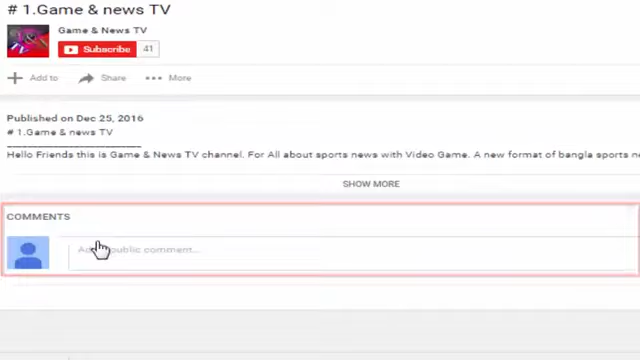 # 1.Game & news TV
Game & News TV
Subscribe 41
Add to Share More
Published on Dec 25, 2016
# 1.Game & news TV
Hello Friends this is Game & News TV channel. For All about sports news with Video Game. A new format of bangla sports
SHOW MORE
COMMENTS
public comment...